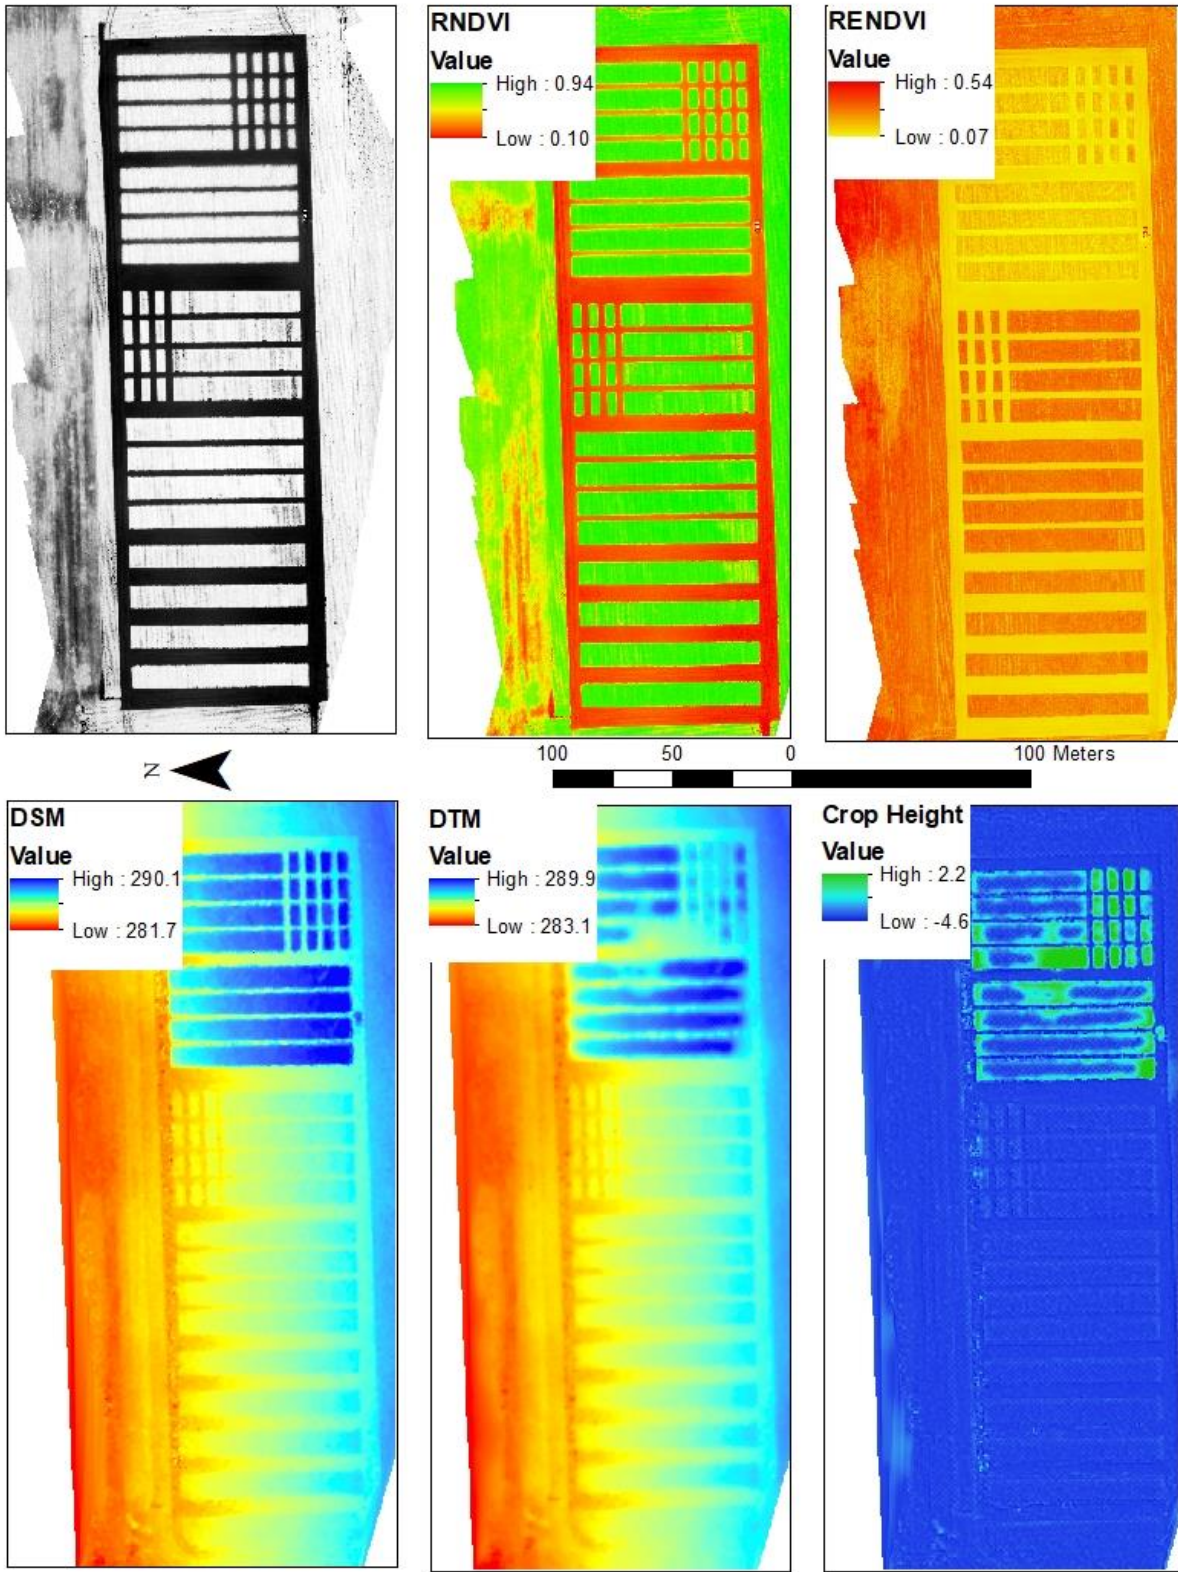 RNDVI
Value
High : 0.94
Low : 0.10
RENDVI
Value
High : 0.54
Low : 0.07
N
100 50 0 100 Meters
DSM
Value
High : 290.1
Low : 281.7
DTM
Value
High : 289.9
Low : 283.1
Crop Height
Value
High : 2.2
Low : -4.6